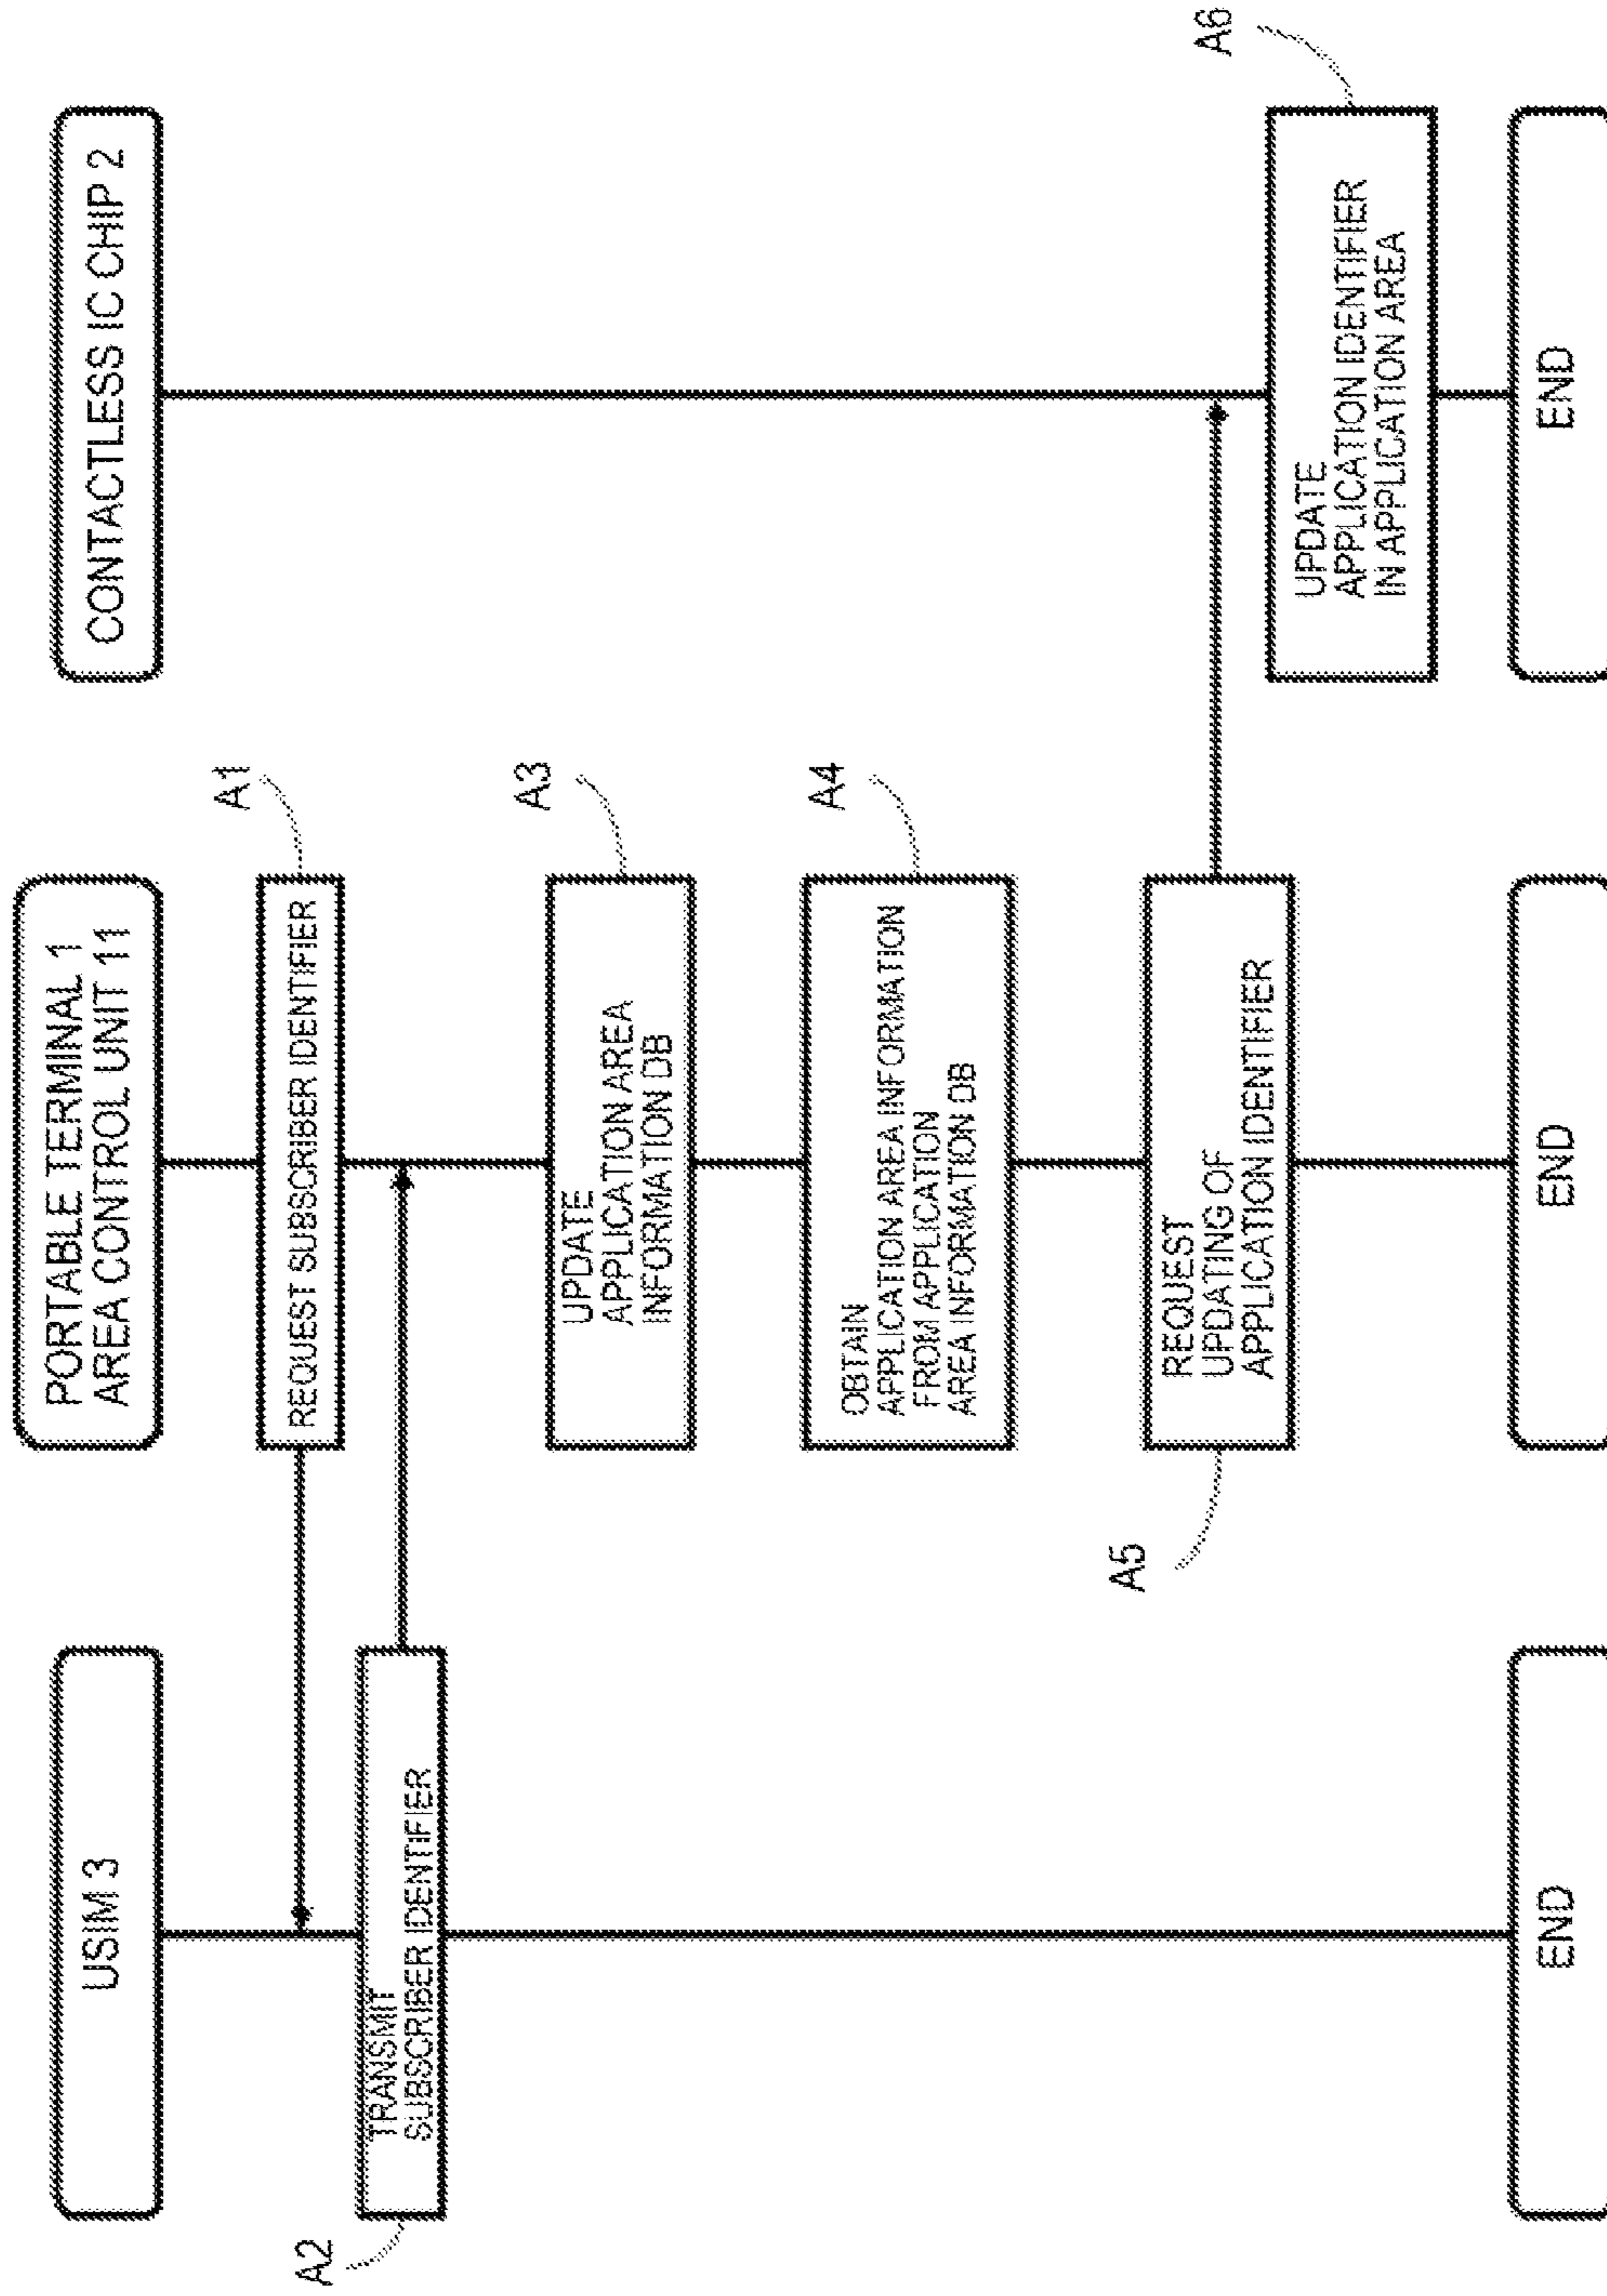 USIM 3
PORTABLE TERMINAL 1
AREA CONTROL UNIT 11
CONTACTLESS IC CHIP 2
A1
REQUEST SUBSCRIBER IDENTIFIER
A2
TRANSMIT
SUBSCRIBER IDENTIFIER
A3
UPDATE
APPLICATION AREA
INFORMATION DB
A4
OBTAIN
APPLICATION AREA INFORMATION
FROM APPLICATION
AREA INFORMATION DB
A5
REQUEST
UPDATING OF
APPLICATION IDENTIFIER
A6
UPDATE
APPLICATION IDENTIFIER
IN APPLICATION AREA
END
END
END